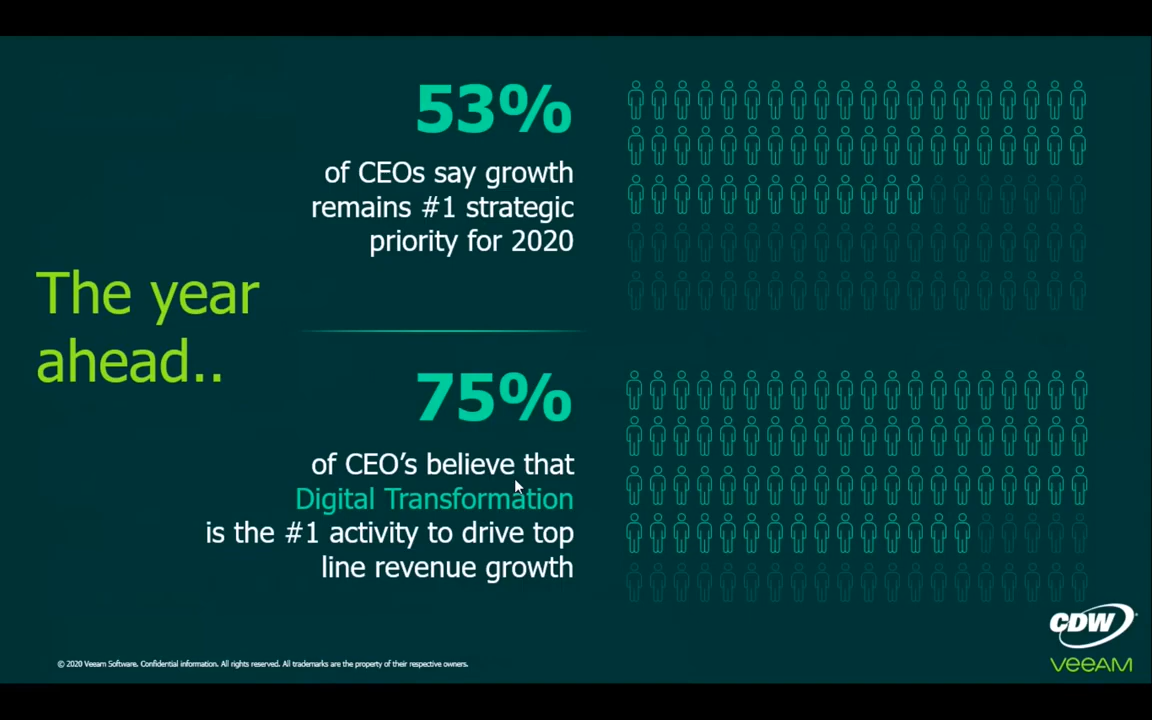 The year
ahead..
53%
of CEOs say growth
remains #1 strategic
priority for 2020
75%
of CEO’s believe that
Digital Transformation
is the #1 activity to drive top
line revenue growth
© 2020 Veeam Software. Confidential information. All rights reserved. All trademarks are the property of their respective owners.
CDW
veeAM